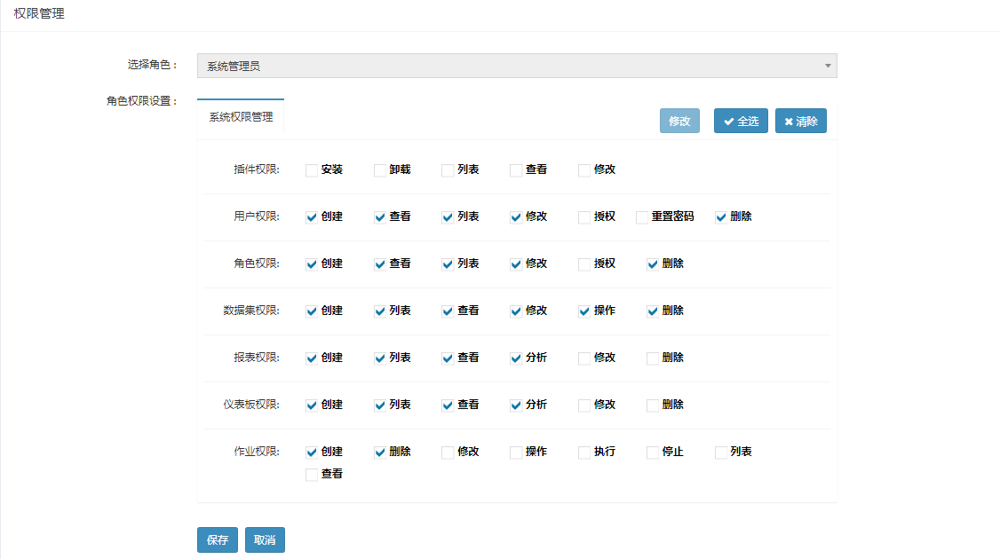 权限管理
选择角色：
系统管理员
角色权限设置：
系统权限管理
修改 全选 清除
插件权限: 安装 卸载 列表 查看 修改
用户权限: 创建 查看 列表 修改 授权 重置密码 删除
角色权限: 创建 查看 列表 修改 授权 删除
数据集权限: 创建 列表 查看 修改 操作 删除
报表权限: 创建 列表 查看 分析 修改 删除
仪表板权限: 创建 列表 查看 分析 修改 删除
作业权限: 创建 删除 修改 操作 执行 停止 列表
查看
保存 取消